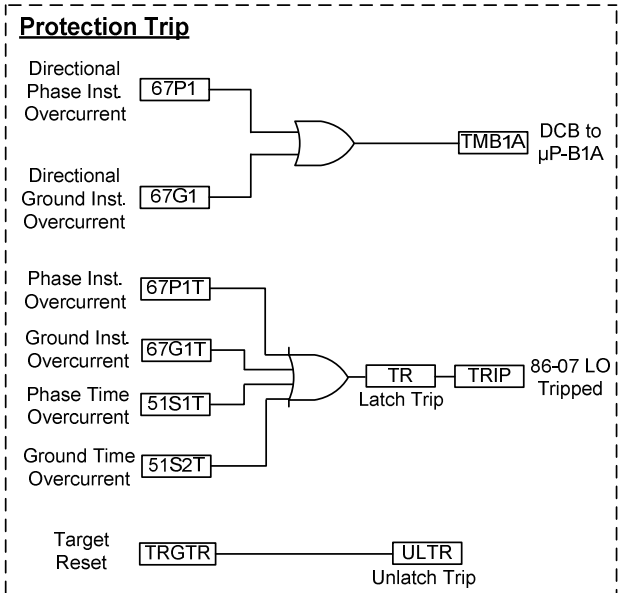 Protection Trip
Directional
Phase Inst.
Overcurrent
67P1
Directional
Ground Inst.
Overcurrent
67G1
TMB1A
DCB to
µP-B1A
Phase Inst.
Overcurrent
67P1T
Ground Inst.
Overcurrent
67G1T
Phase Time
Overcurrent
51S1T
Ground Time
Overcurrent
51S2T
TR
Latch Trip
TRIP
86-07 LO
Tripped
Target
Reset
TRGTR
ULTR
Unlatch Trip